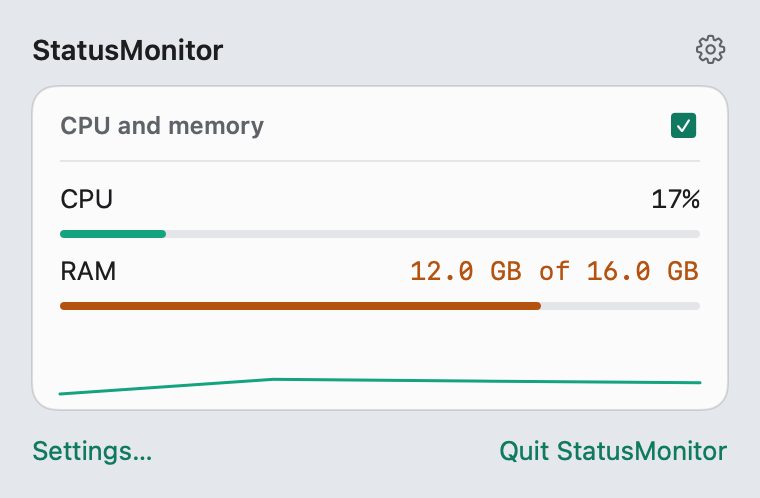 StatusMonitor
CPU and memory
CPU 17%
RAM 12.0 GB of 16.0 GB
Settings... Quit StatusMonitor